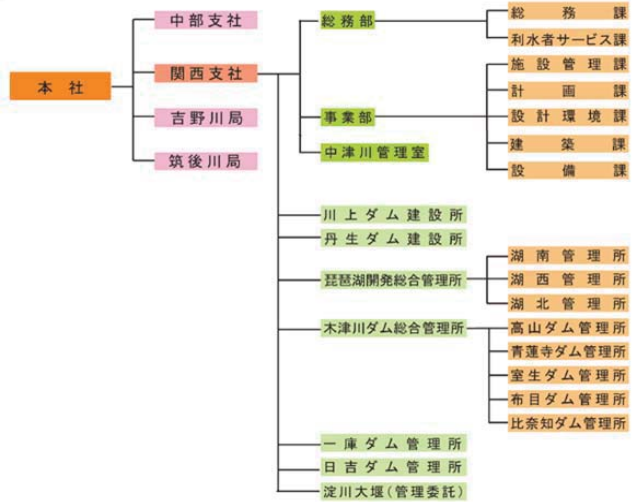 本社
中部支社
関西支社
吉野川局
筑後川局
総務部
事業部
中津川管理室
川上ダム建設所
丹生ダム建設所
琵琶湖開発総合管理所
木津川ダム総合管理所
一庫ダム管理所
日吉ダム管理所
淀川大堰(管理委託)
総務課
利水者サービス課
施設管理課
計画課
設計環境課
建築課
設備課
湖南管理所
湖西管理所
湖北管理所
高山ダム管理所
青蓮寺ダム管理所
室生ダム管理所
布目ダム管理所
比奈知ダム管理所